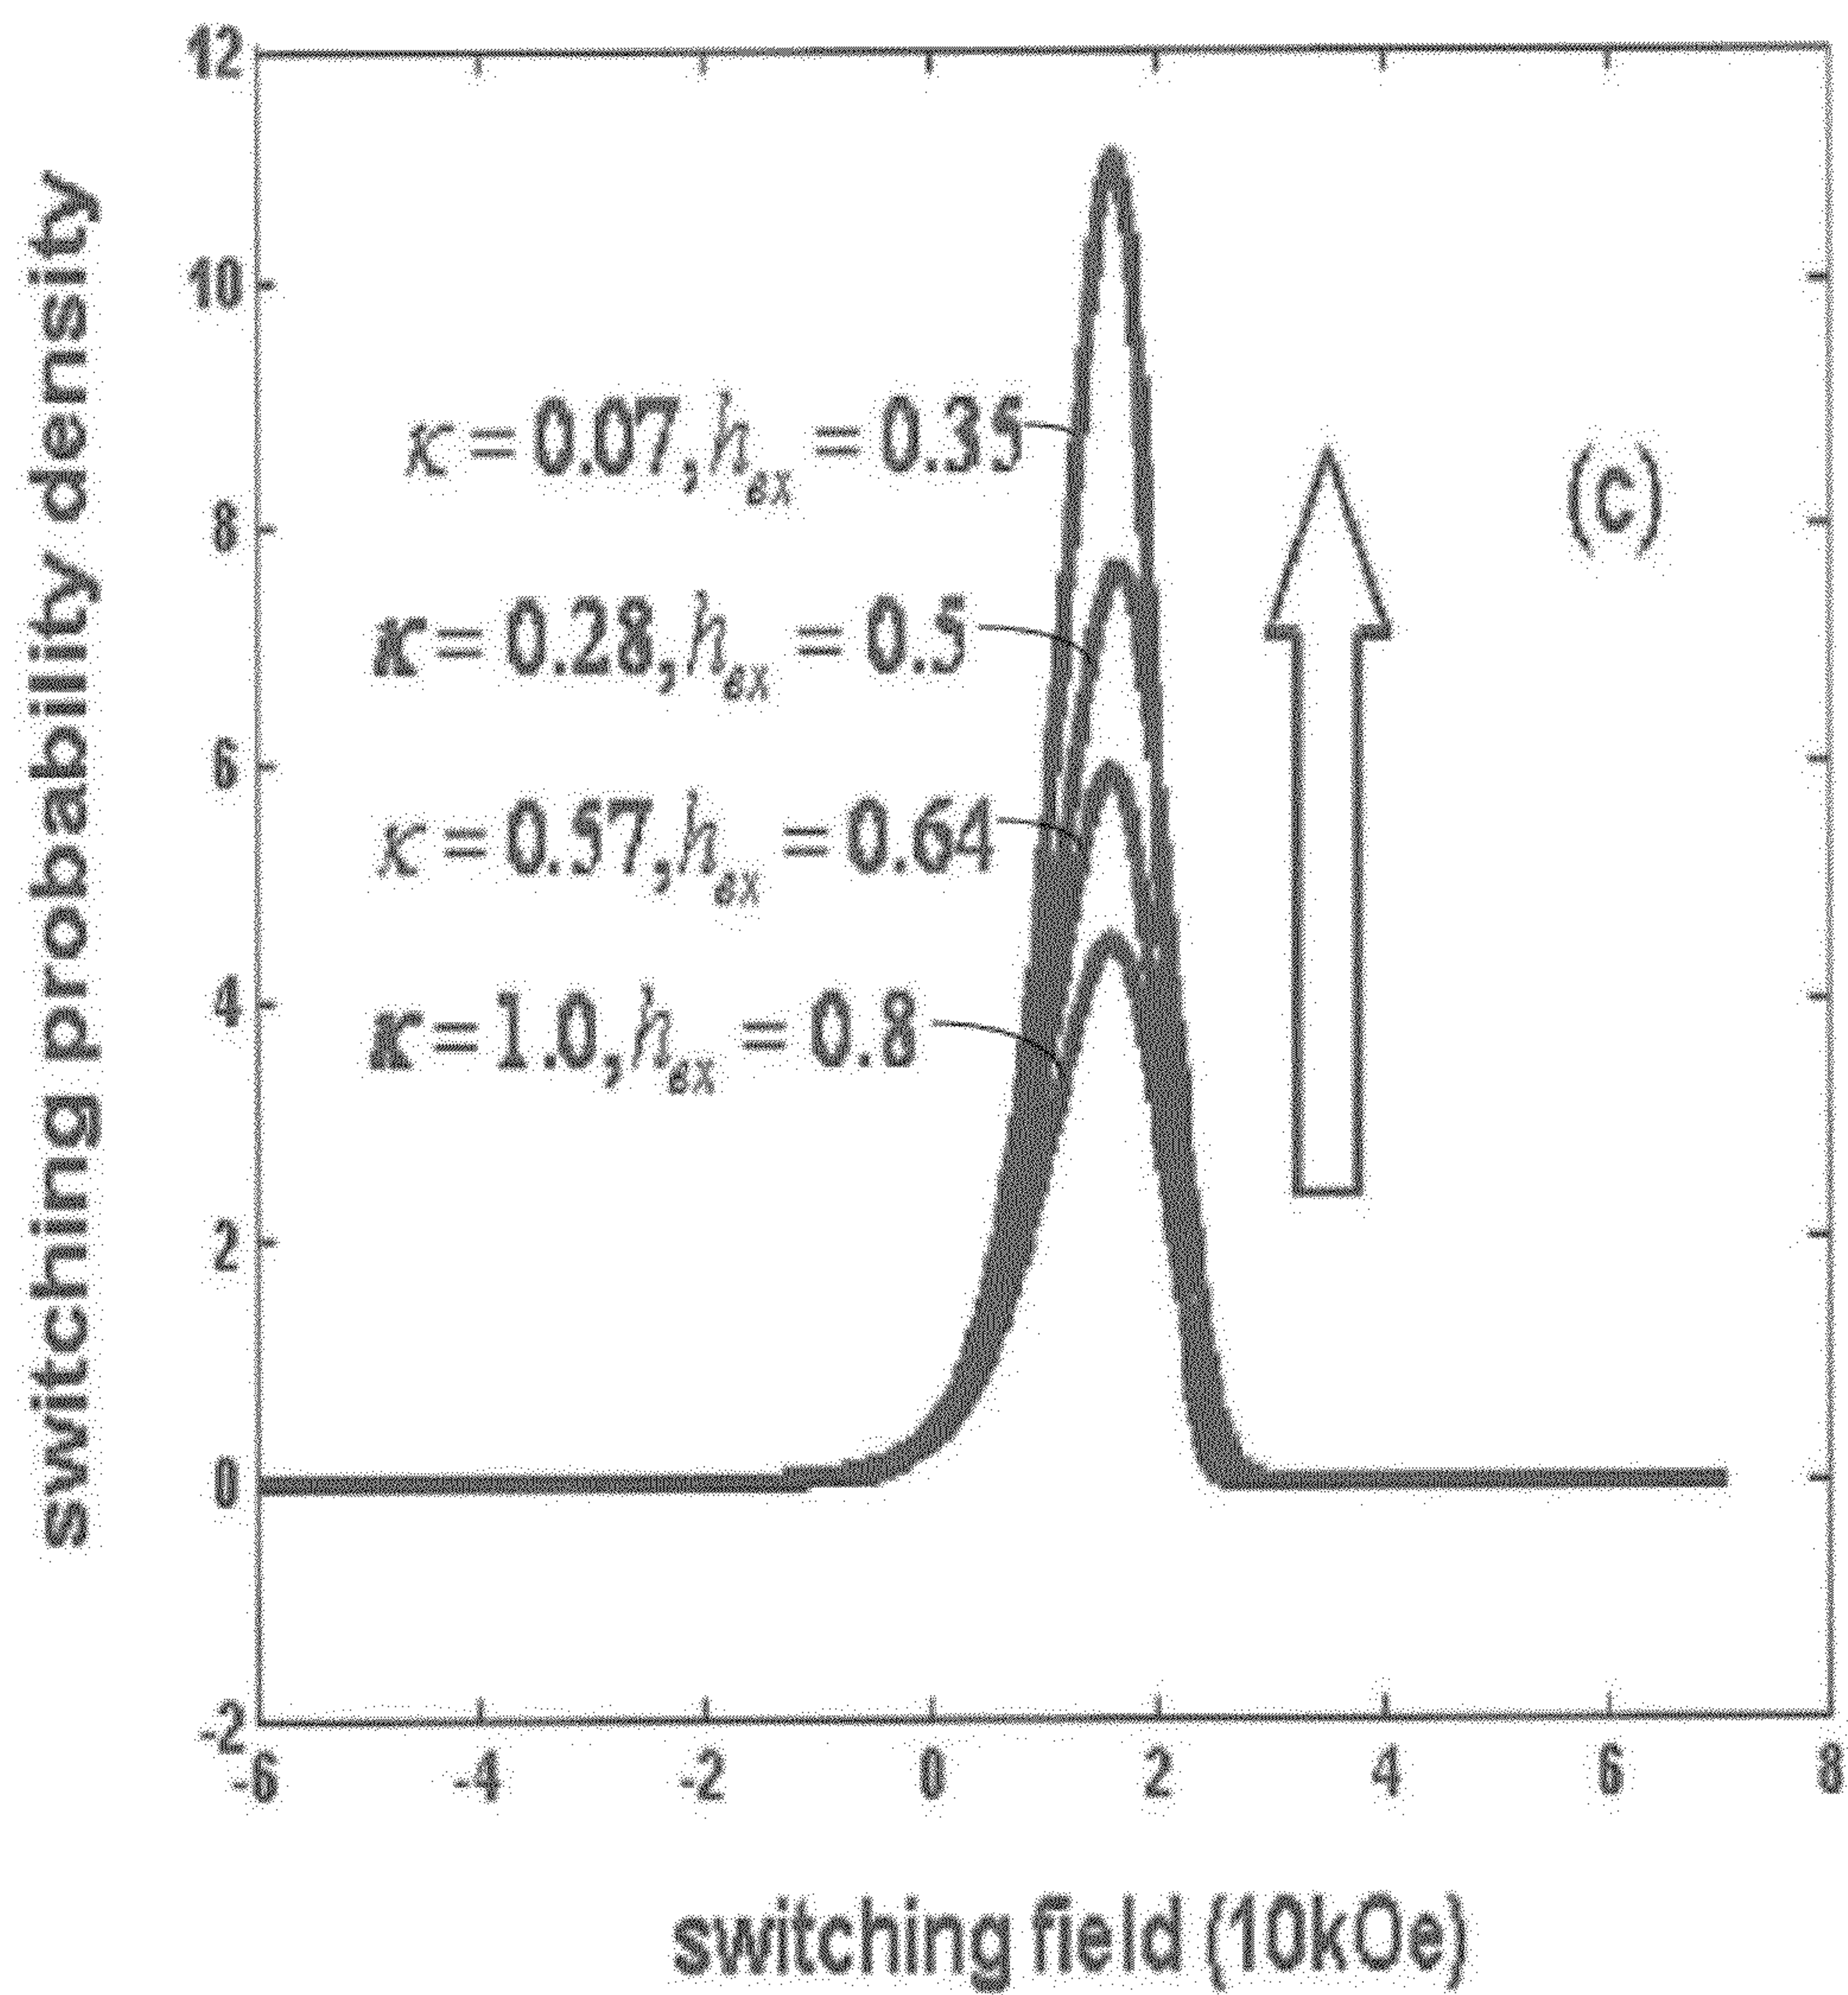 switching probability density
12
10
8
6
4
2
0
-2
κ = 0.07, h_ex = 0.35
κ = 0.28, h_ex = 0.5
κ = 0.57, h_ex = 0.64
κ = 1.0, h_ex = 0.8
(c)
-6 -4 -2 0 2 4 6 8
switching field (10kOe)